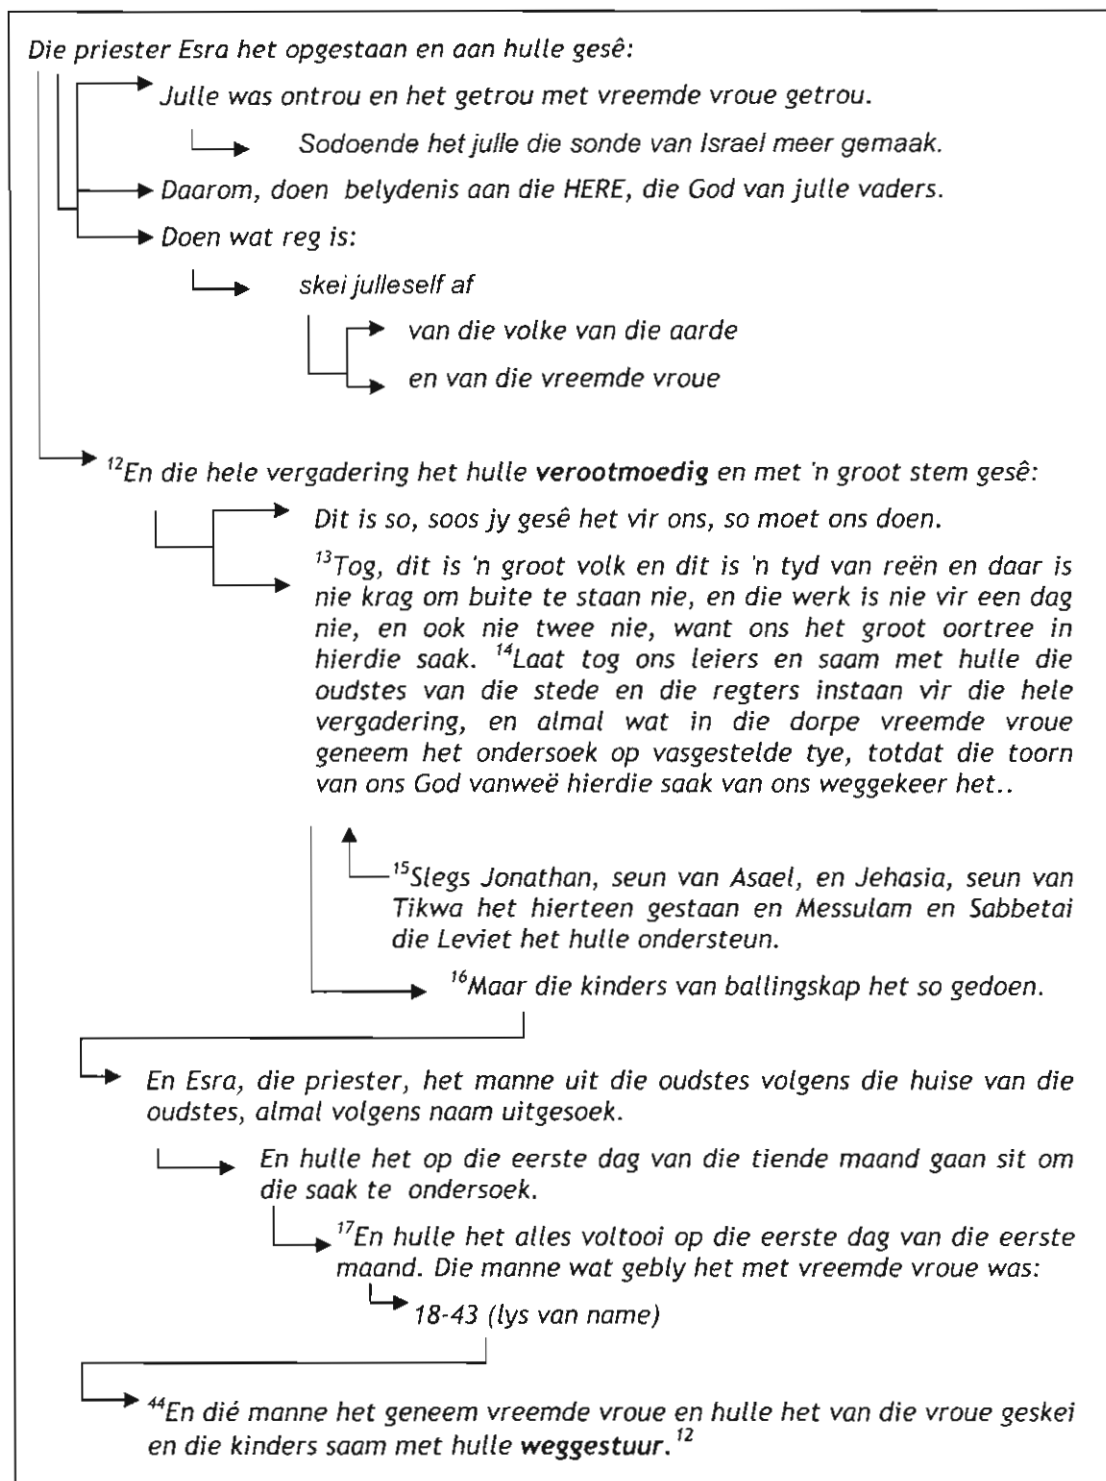 Die priester Esra het opgestaan en aan hulle gesê:
Julle was ontrou en het getrou met vreemde vroue getrou.
Sodoende het julle die sonde van Israel meer gemaak.
Daarom, doen belydenis aan die HERE, die God van julle vaders.
Doen wat reg is:
skei julleself af
van die volke van die aarde
en van die vreemde vroue
¹²En die hele vergadering het hulle verootmoedig en met 'n groot stem gesê:
Dit is so, soos jy gesê het vir ons, so moet ons doen.
¹³Tog, dit is 'n groot volk en dit is 'n tyd van reën en daar is
nie krag om buite te staan nie, en die werk is nie vir een dag
nie, en ook nie twee nie, want ons het groot oortree in
hierdie saak. ¹⁴Laat tog ons leiers en saam met hulle die
oudstes van die stede en die regters instaan vir die hele
vergadering, en almal wat in die dorpe vreemde vroue
geneem het ondersoek op vasgestelde tye, totdat die toorn
van ons God vanweë hierdie saak van ons weggekeer het..
¹⁵Slegs Jonathan, seun van Asael, en Jehasia, seun van
Tikwa het hierteen gestaan en Messulam en Sabbetai
die Leviet het hulle ondersteun.
¹⁶Maar die kinders van ballingskap het so gedoen.
En Esra, die priester, het manne uit die oudstes volgens die huise van die
oudstes, almal volgens naam uitgesoek.
En hulle het op die eerste dag van die tiende maand gaan sit om
die saak te ondersoek.
¹⁷En hulle het alles voltooi op die eerste dag van die eerste
maand. Die manne wat gebly het met vreemde vroue was:
18-43 (lys van name)
⁴⁴En dié manne het geneem vreemde vroue en hulle het van die vroue geskei
en die kinders saam met hulle weggestuur.¹²